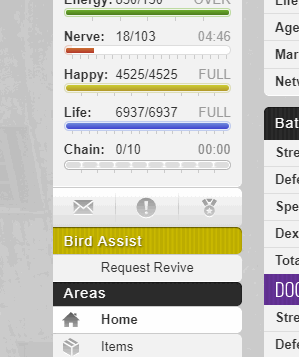 Energy: 850/150 OVER
Nerve: 18/103 04:46
Happy: 4525/4525 FULL
Life: 6937/6937 FULL
Chain: 0/10 00:00
Bird Assist
Request Revive
Areas
Home
Items
Life
Age
Mar
Netw
Bat
Stre
Defe
Spe
Dex
Tota
DOC
Stre
Defe